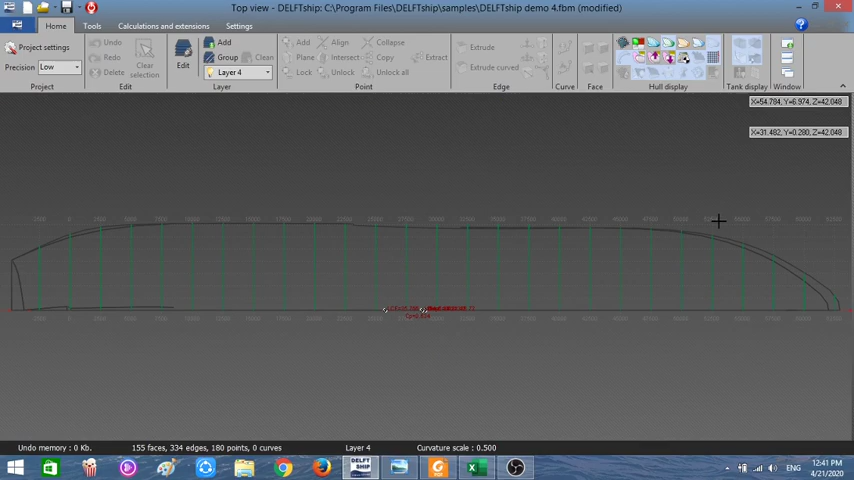 Top view - DELFTship: C:\Program Files\DELFTship\samples\DELFTship demo 4.fbm (modified)
Home Tools Calculations and extensions Settings
Project settings
Precision Low
Project
Undo
Redo
Delete
Clear selection
Edit
Edit
Add
Group Clean
Layer 4
Layer
Add Align Collapse
Plane Intersect Copy Extract
Lock Unlock Unlock all
Point
Extrude
Extrude curved
Edge
Curve
Face
Hull display
Tank display
Window
X=54.784, Y=6.974, Z=42.048
X=31.482, Y=0.280, Z=42.048
Undo memory : 0 Kb. 155 faces, 334 edges, 180 points, 0 curves Layer 4 Curvature scale : 0.500
DELFT SHIP
ENG
12:41 PM
4/21/2020